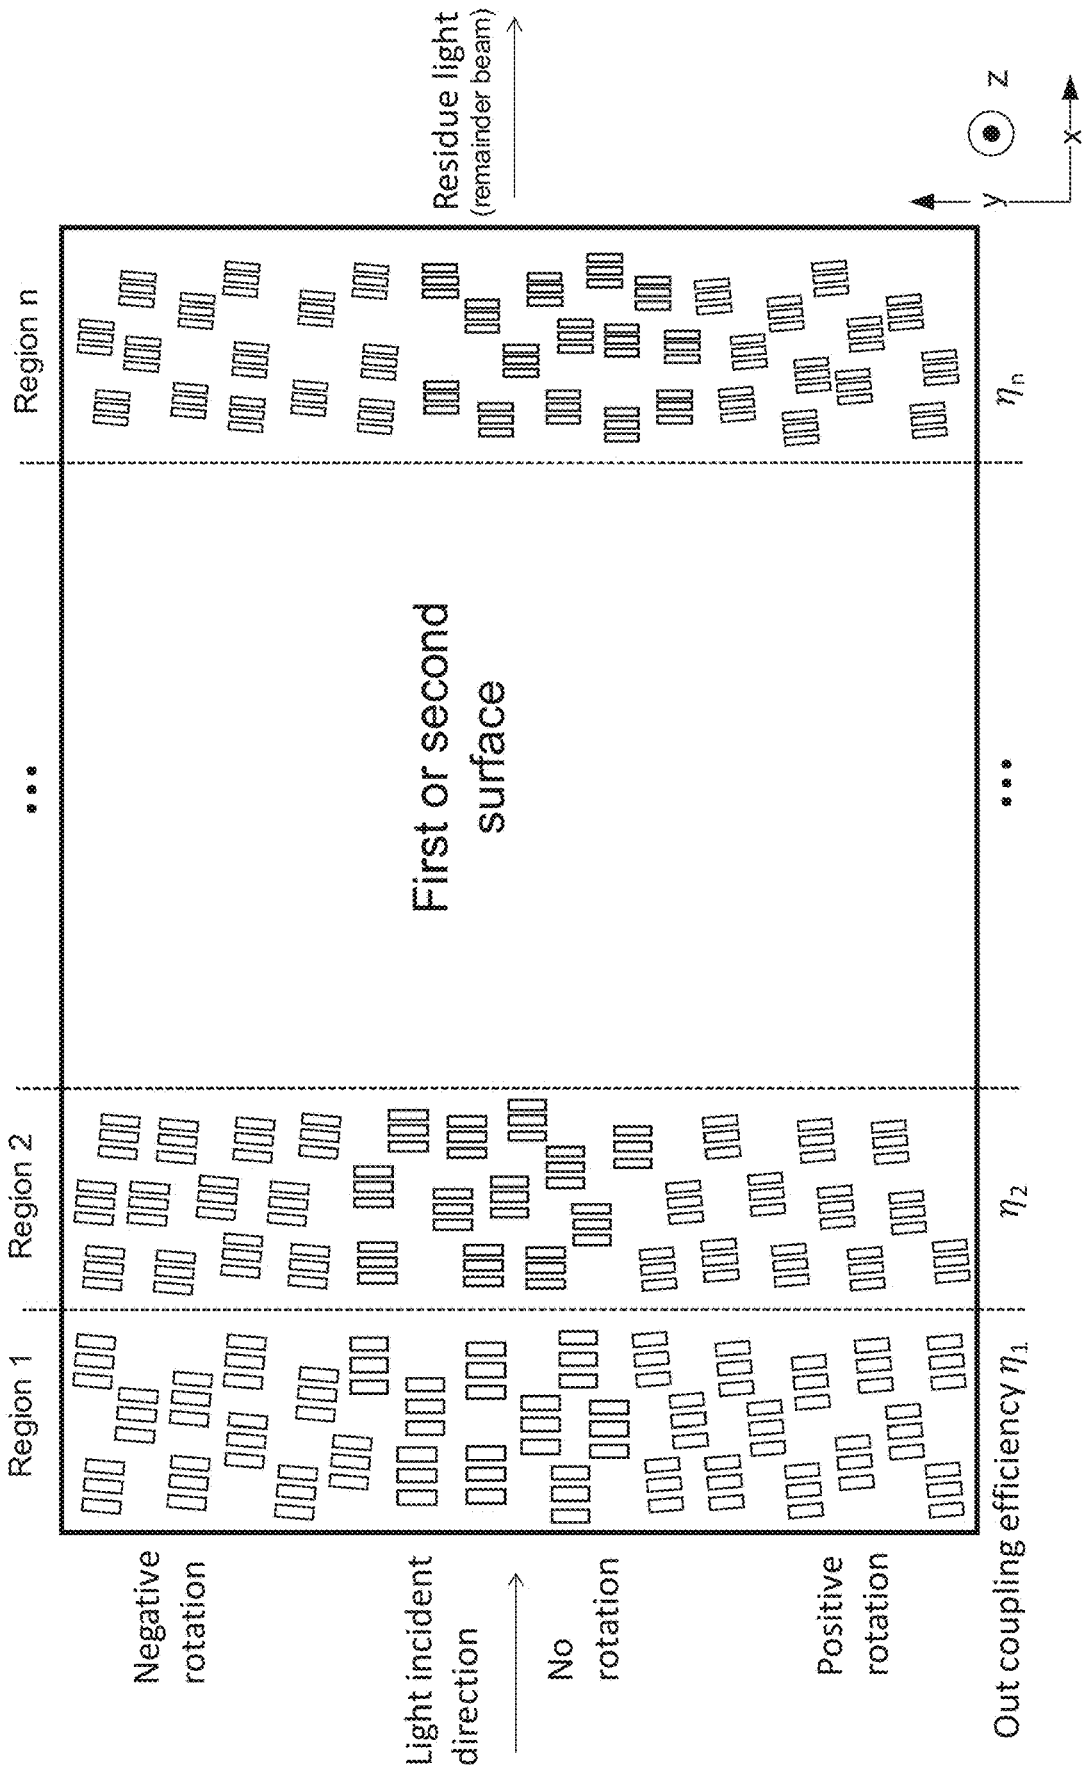 Region 1
Region 2
•••
Region n
Negative
rotation
Light incident
direction
No
rotation
Positive
rotation
First or second
surface
Residue light
(remainder beam)
Out coupling efficiency η₁
η₂
•••
ηₙ
y
x
z